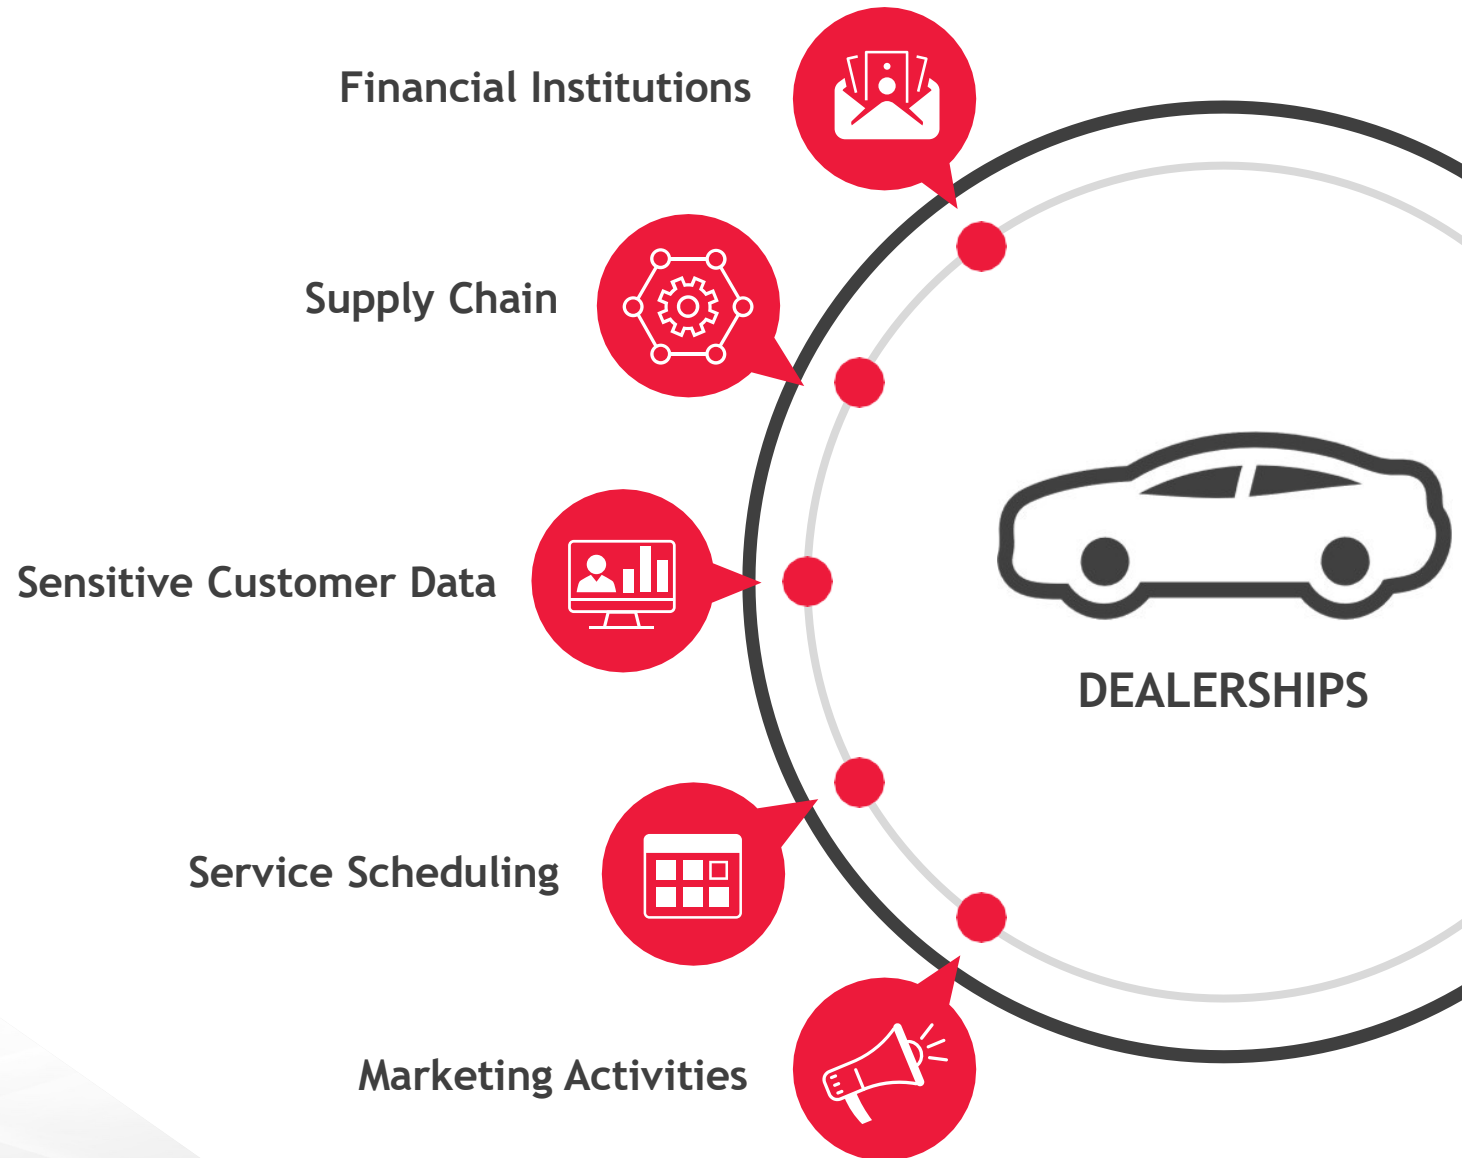 Financial Institutions
Supply Chain
Sensitive Customer Data
DEALERSHIPS
Service Scheduling
Marketing Activities